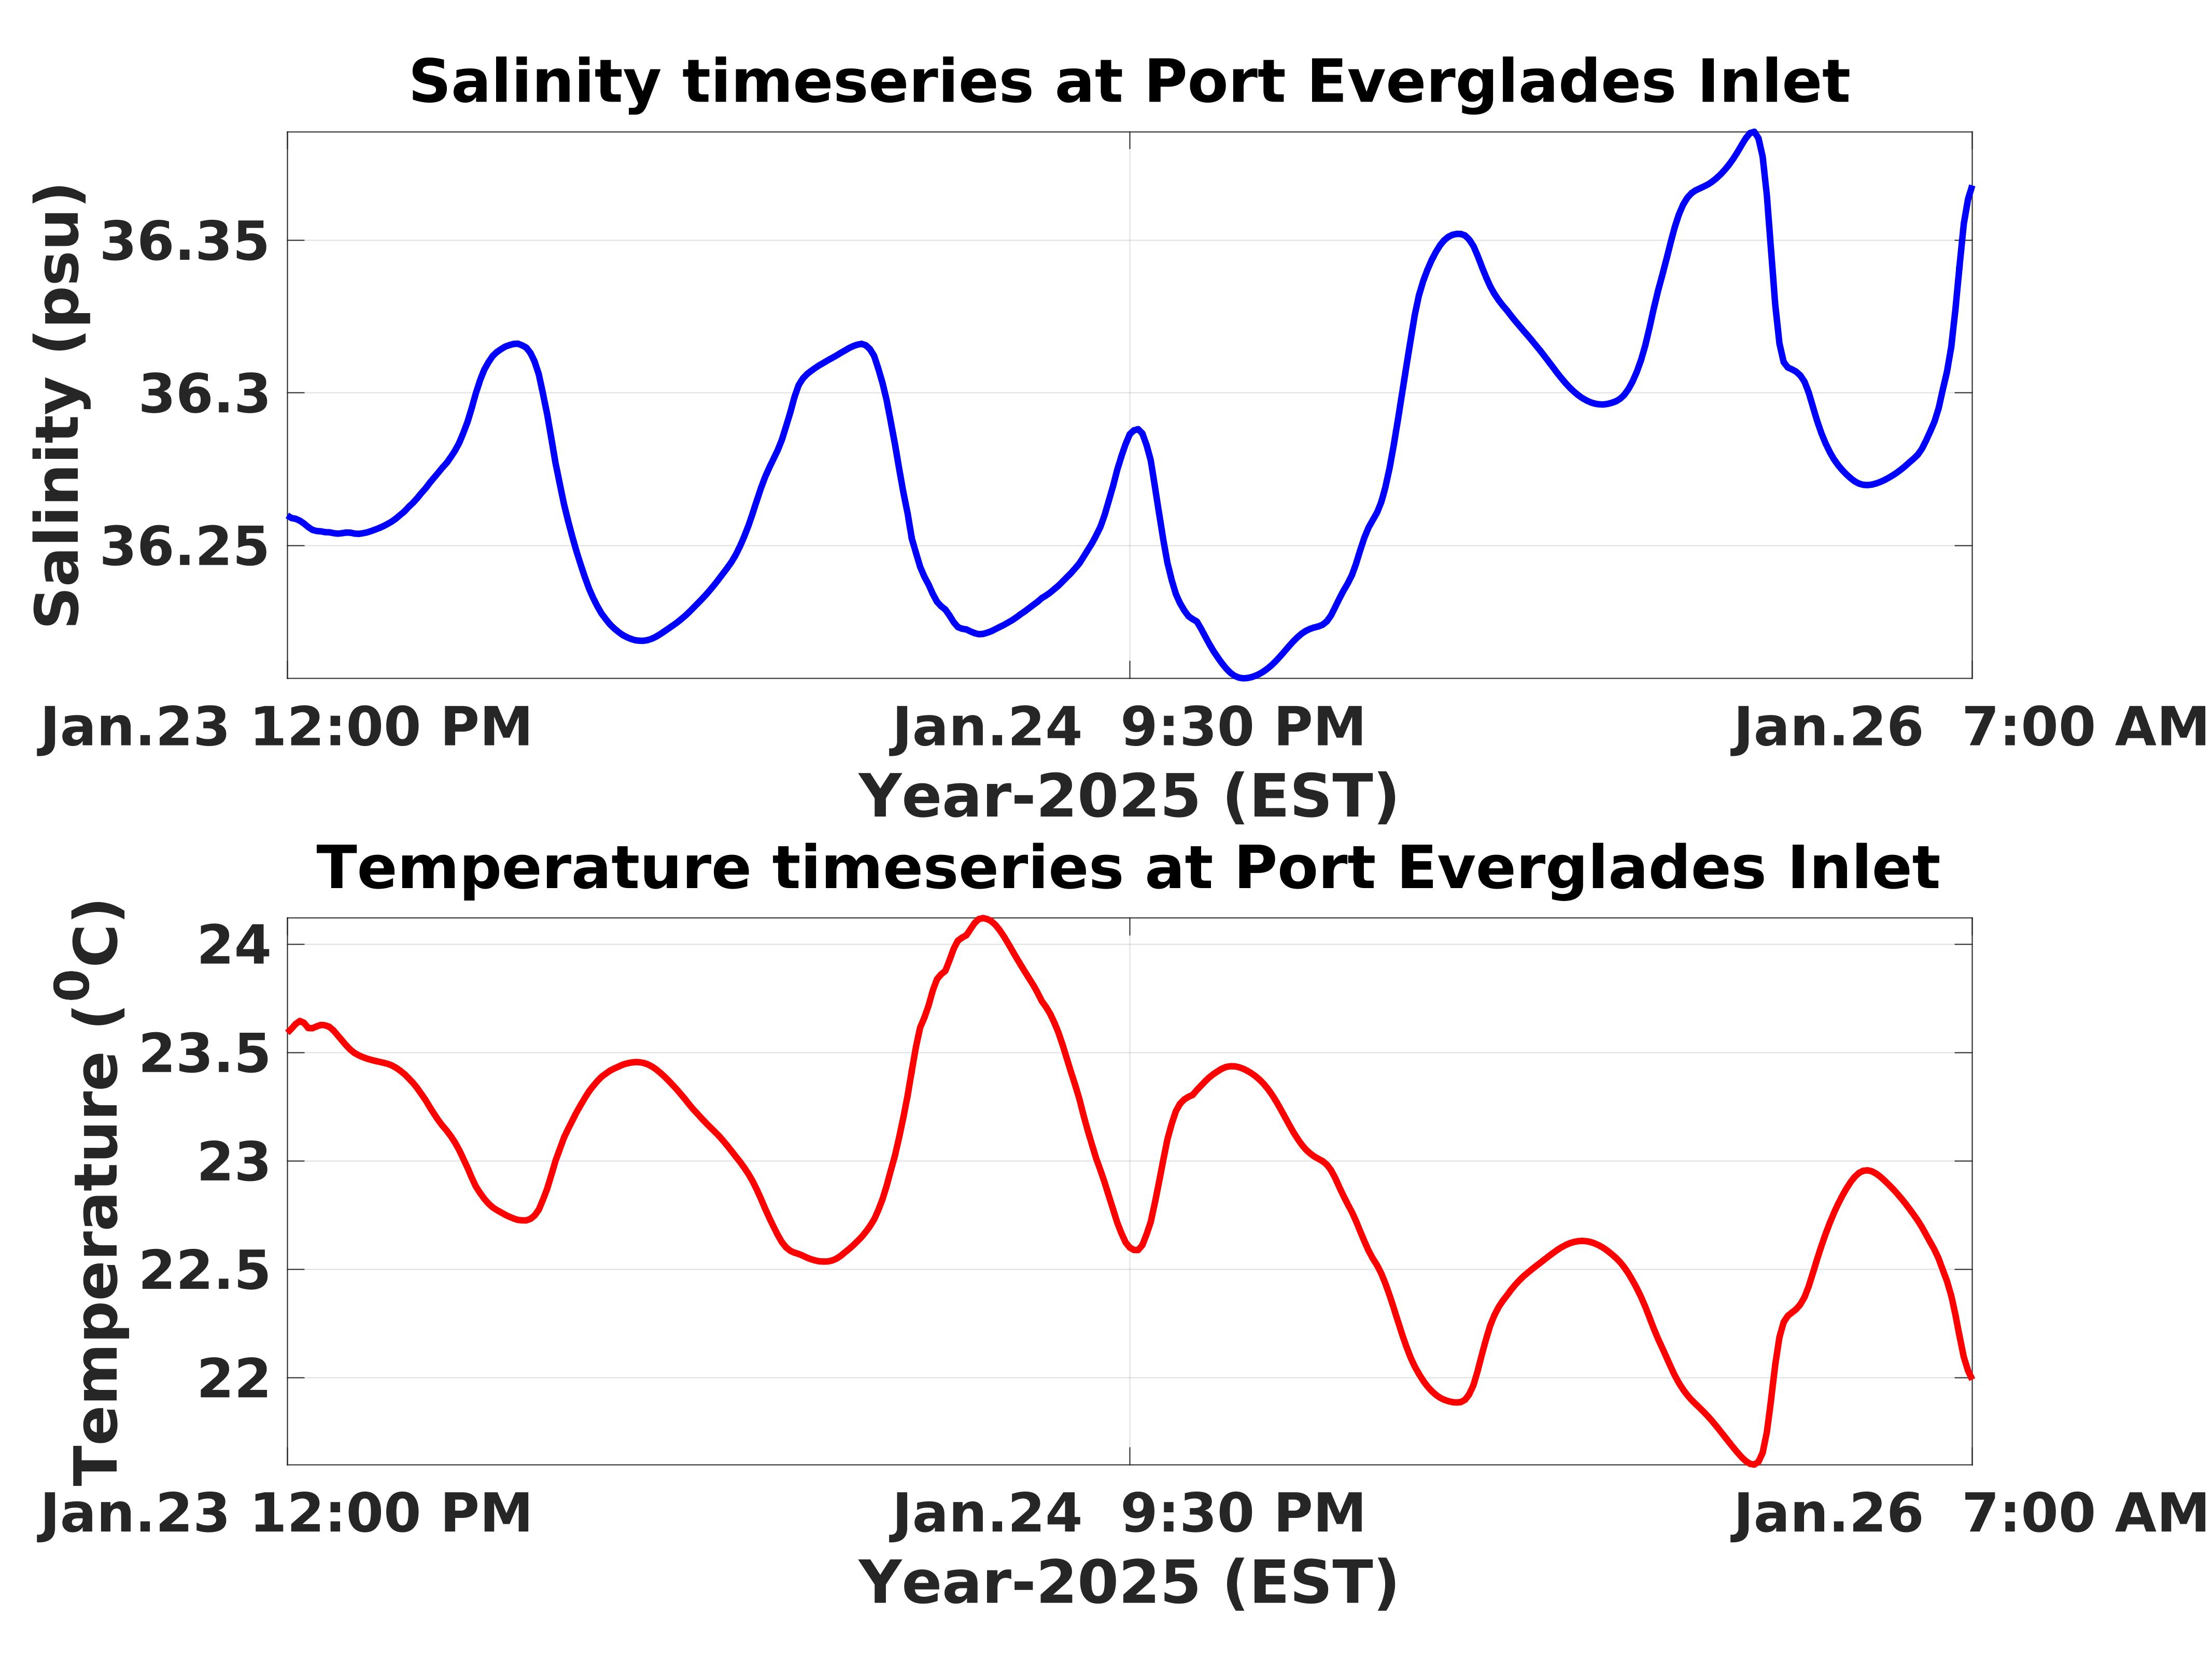 Salinity timeseries at Port Everglades Inlet
Salinity (psu)
36.35
36.3
36.25
Jan.23 12:00 PM
Jan.24  9:30 PM
Jan.26  7:00 AM
Year-2025 (EST)
Temperature timeseries at Port Everglades Inlet
Temperature (⁰C)
24
23.5
23
22.5
22
Jan.23 12:00 PM
Jan.24  9:30 PM
Jan.26  7:00 AM
Year-2025 (EST)